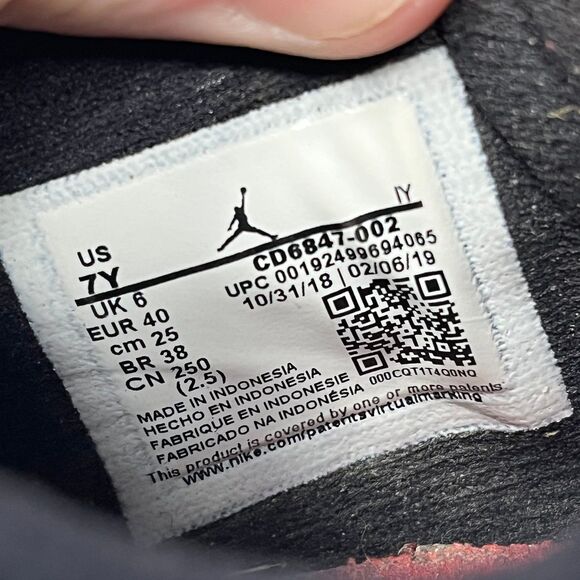 IY
US
7Y
UK 6
EUR 40
cm 25
BR 38
CN 250
(2.5)
CD6847-002
UPC 00192499694065
10/31/18 | 02/06/19
000CQT1T4Q0NQ
MADE IN INDONESIA
HECHO EN INDONESIA
FABRIQUE EN INDONESIE
FABRICADO NA INDONÉSIA
This product is covered by one or more patents
www.nike.com/patentsvirtualmarking